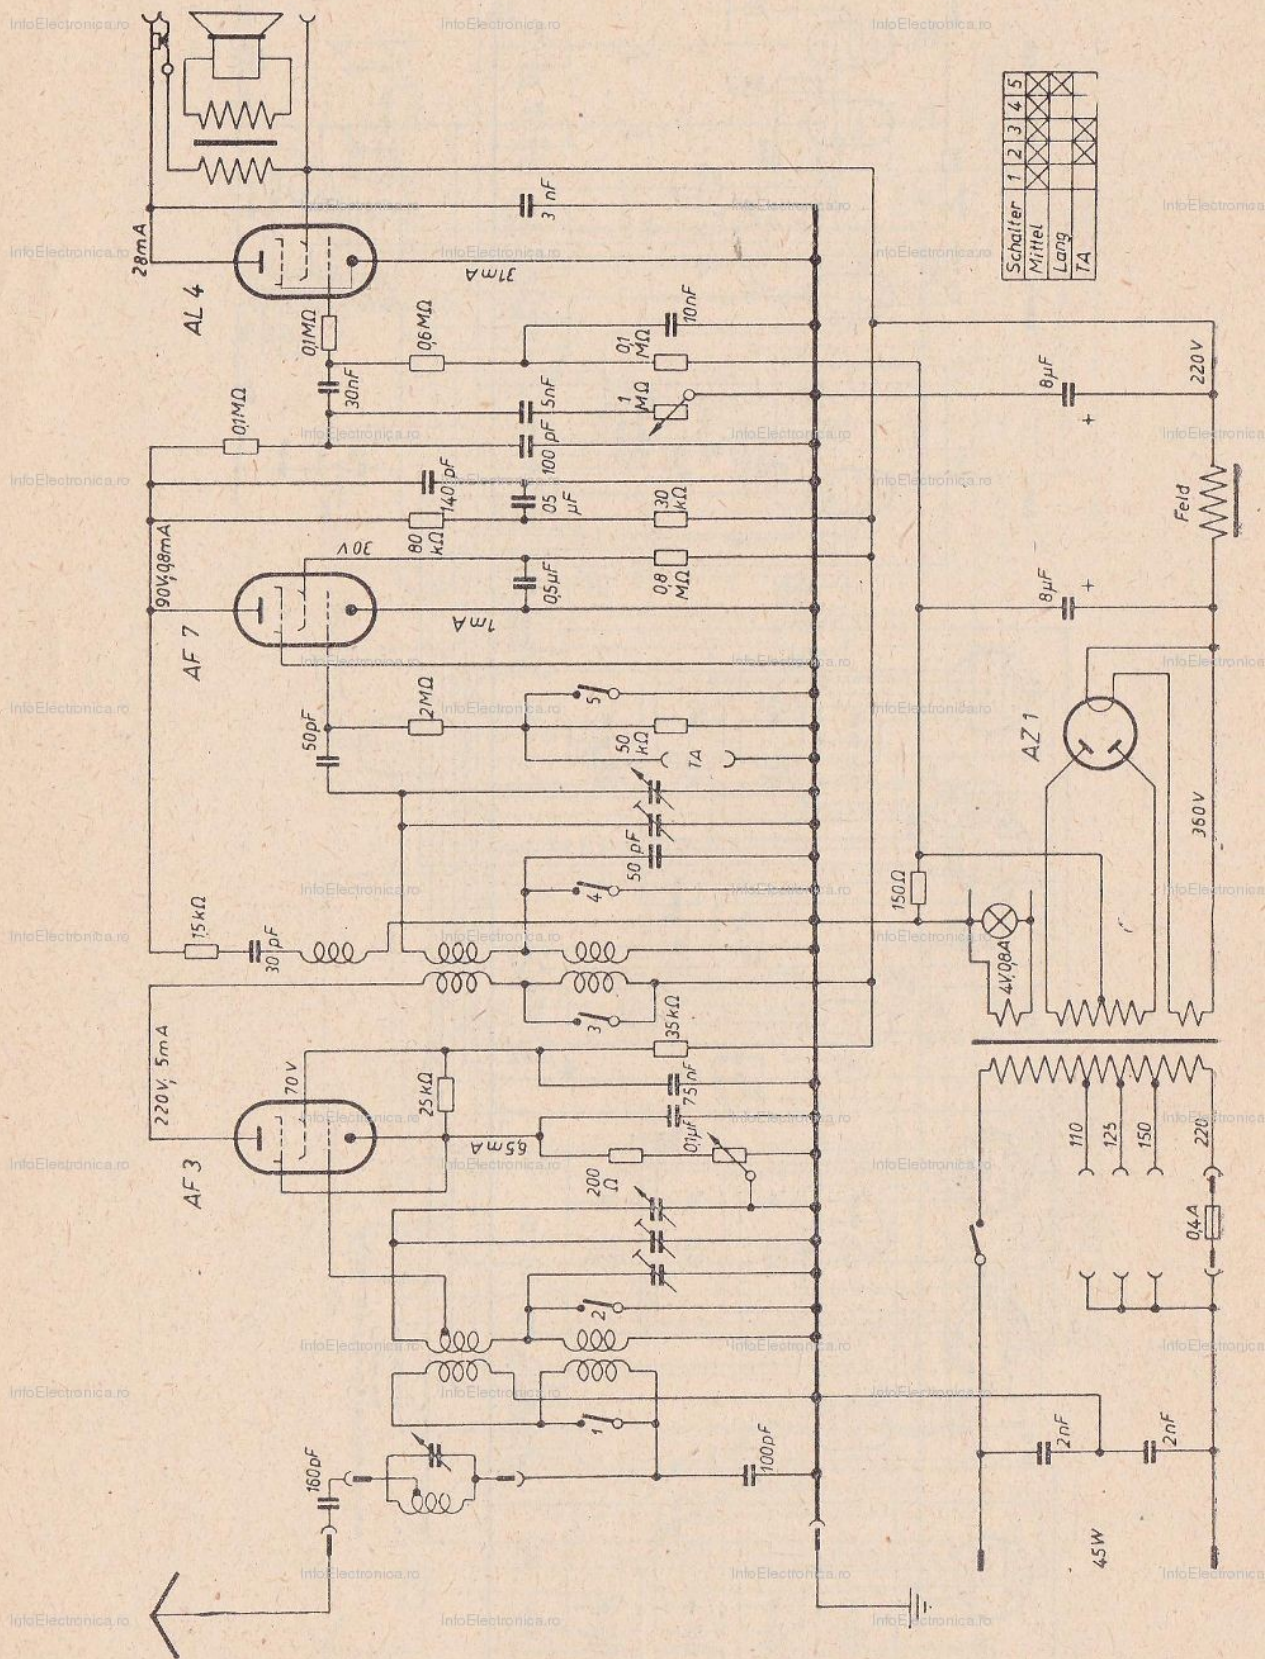 28mA
AL 4
0,1MΩ
0,6MΩ
31mA
3 nF
10nF
0,1 MΩ
30nF
5nF
1 MΩ
0,1MΩ
100 pF
140 pF
80 kΩ
05 µF
30 kΩ
90V,0,8mA
30V
AF 7
0,5µF
0,8 MΩ
1mA
2MΩ
50pF
5
50 kΩ
TA
50 pF
4
15kΩ
30 pF
3
35kΩ
220V, 5mA
70V
25kΩ
75nF
0,1µF
6,5mA
AF 3
200 Ω
2
1
160pF
100pF
Schalter 1 2 3 4 5
Mittel
Lang
TA
8µF
+
220V
Feld
8µF
+
AZ 1
360V
150Ω
4V,0,8A
110
125
150
220
0,4A
2nF
2nF
45W
InfoElectronica.ro